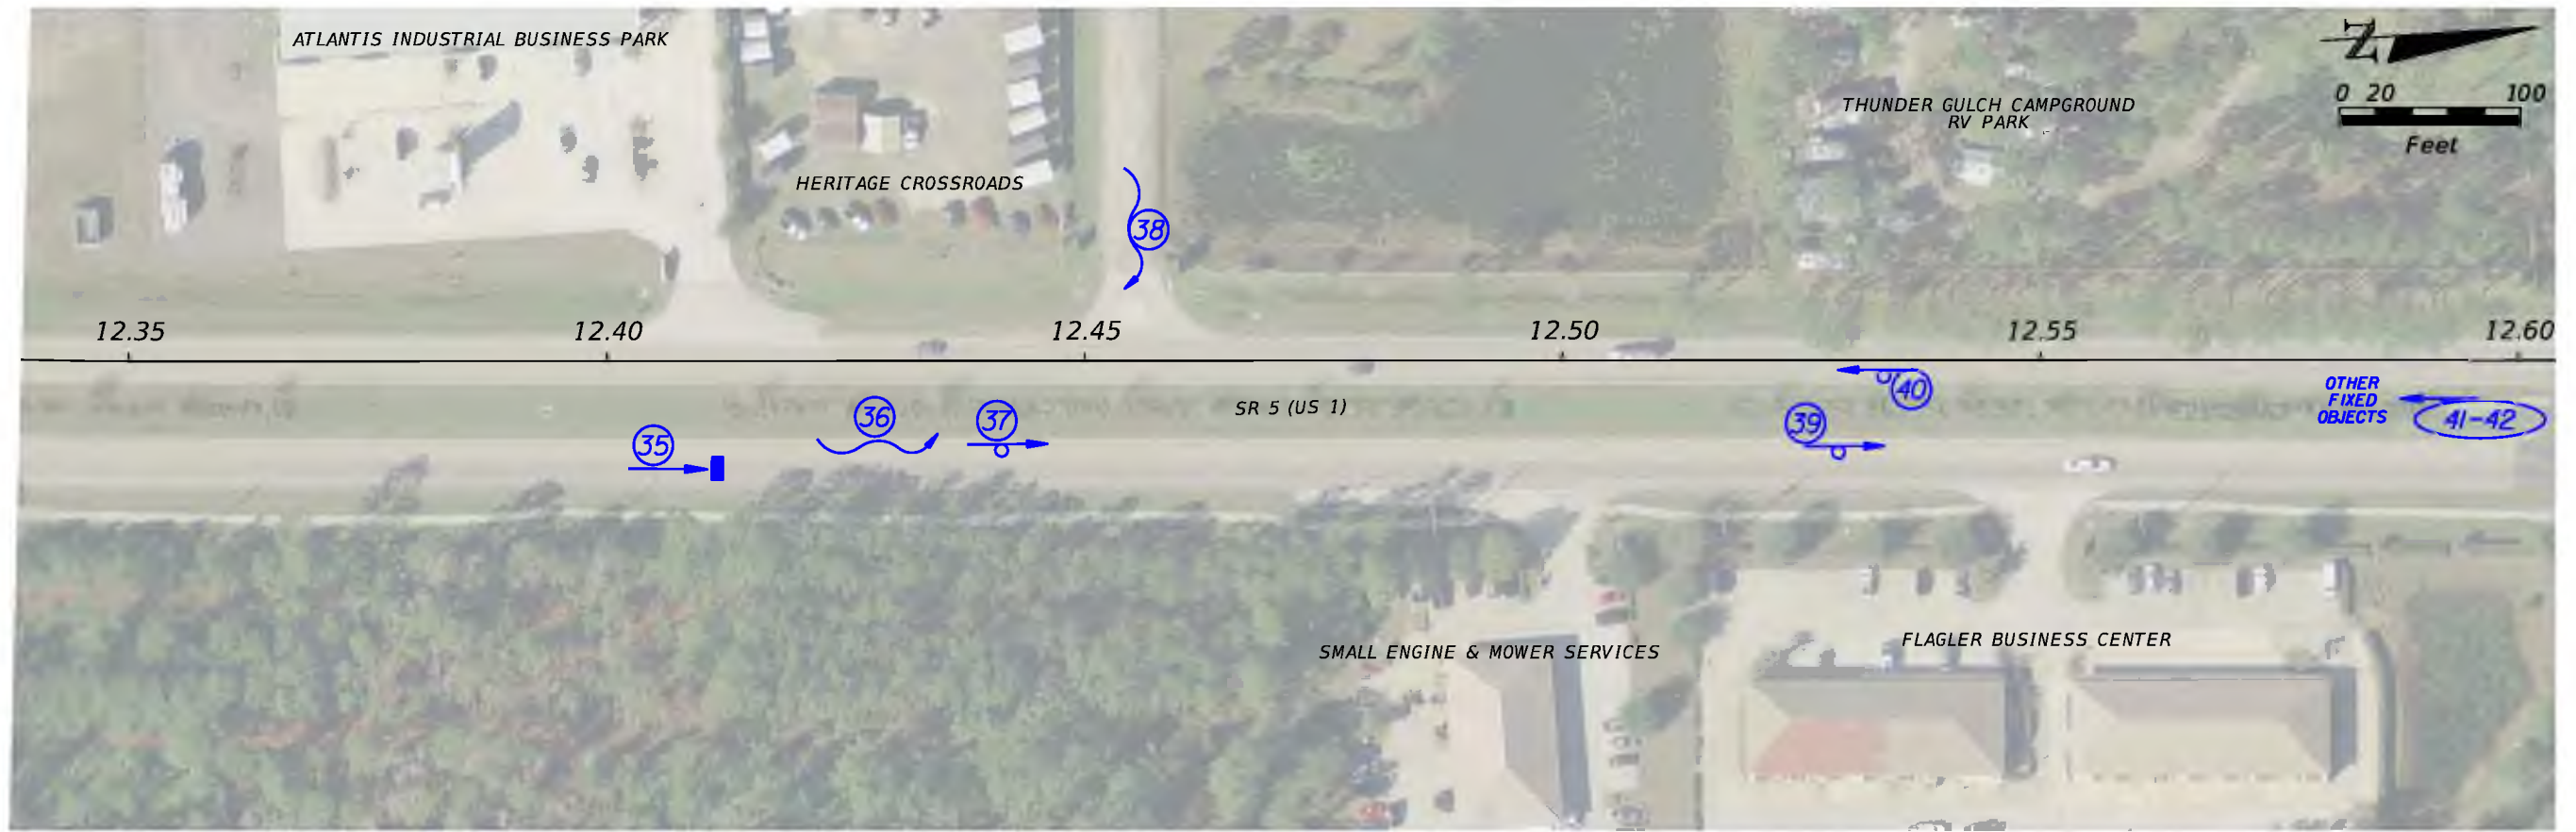 ATLANTIS INDUSTRIAL BUSINESS PARK
N
0 20 100
Feet
THUNDER GULCH CAMPGROUND
RV PARK
HERITAGE CROSSROADS
38
12.35 12.40 12.45 12.50 12.55 12.60
40
OTHER
FIXED
OBJECTS
41-42
SR 5 (US 1)
35
36
37
39
SMALL ENGINE & MOWER SERVICES
FLAGLER BUSINESS CENTER